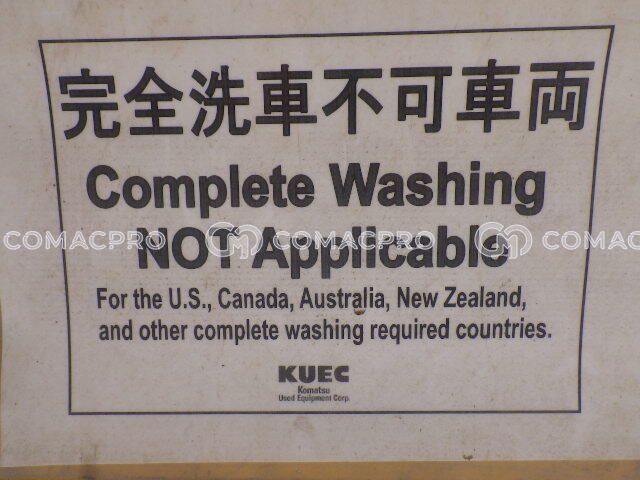 完全洗車不可車両
Complete Washing
NOT Applicable
COMACPRO COMACPRO COMAC
For the U.S., Canada, Australia, New Zealand,
and other complete washing required countries.
KUEC
Komatsu
Used Equipment Corp.